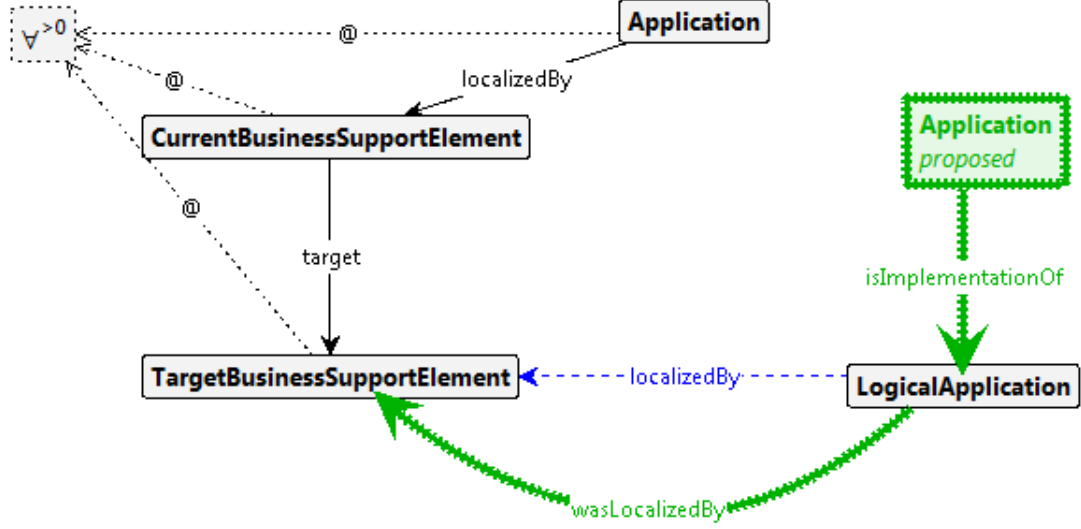 ∀>0
@
Application
localizedBy
@
CurrentBusinessSupportElement
Application
proposed
@
target
isImplementationOf
TargetBusinessSupportElement
localizedBy
LogicalApplication
wasLocalizedBy